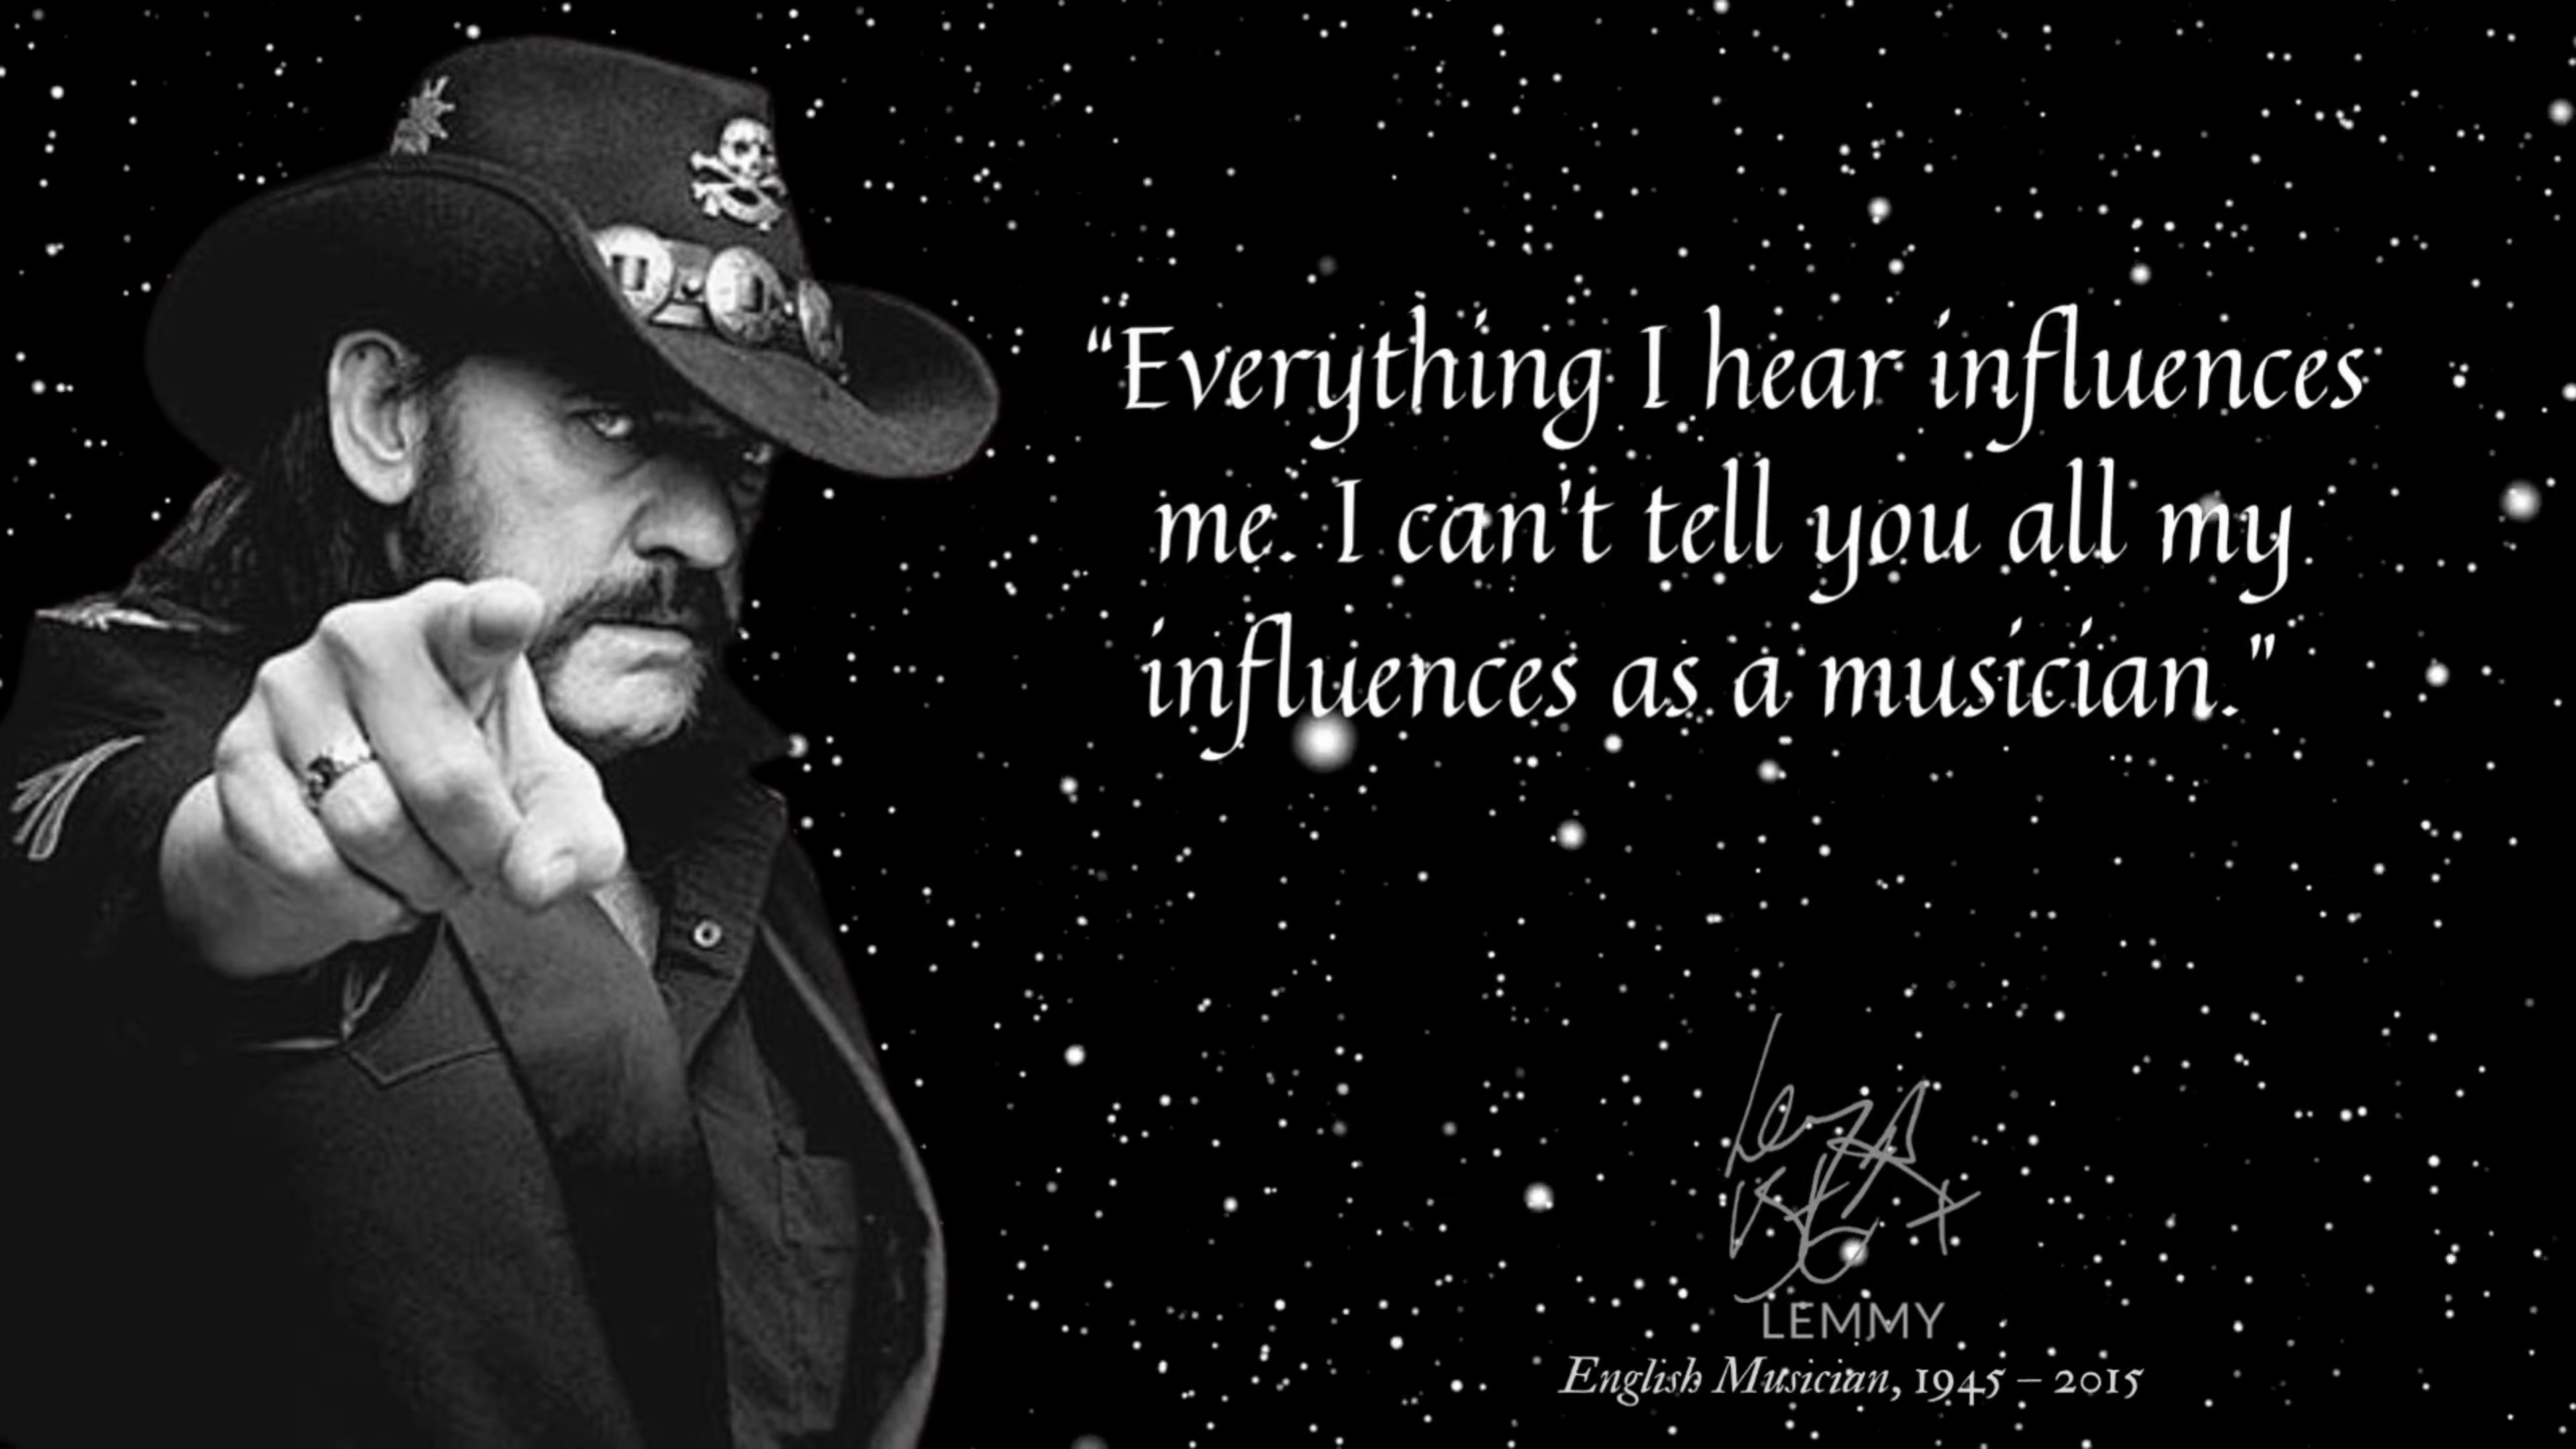 “Everything I hear influences
me. I can't tell you all my
influences as a musician.”
LEMMY
English Musician, 1945 – 2015